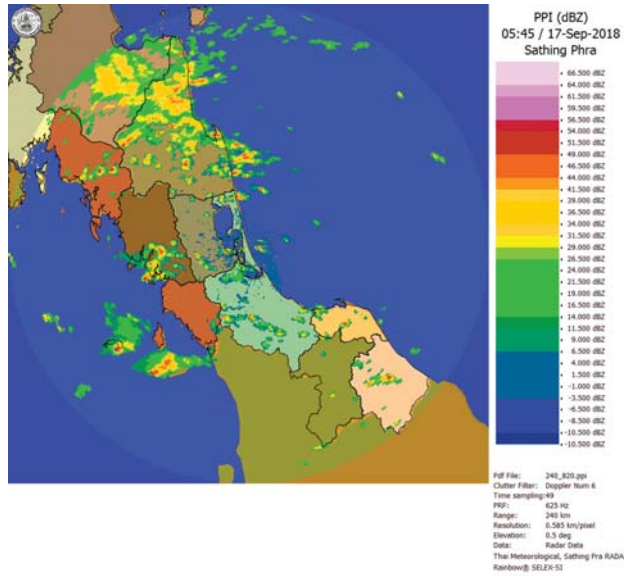 PPI (dBZ)
05:45 / 17-Sep-2018
Sathing Phra
66.500 dBZ
64.000 dBZ
61.500 dBZ
59.500 dBZ
56.500 dBZ
54.000 dBZ
51.500 dBZ
49.000 dBZ
46.500 dBZ
44.000 dBZ
41.500 dBZ
39.000 dBZ
36.500 dBZ
34.000 dBZ
31.500 dBZ
29.000 dBZ
26.500 dBZ
24.000 dBZ
21.500 dBZ
19.000 dBZ
16.500 dBZ
14.000 dBZ
11.500 dBZ
9.000 dBZ
6.500 dBZ
4.000 dBZ
1.500 dBZ
-1.000 dBZ
-3.500 dBZ
-6.000 dBZ
-8.500 dBZ
-10.500 dBZ
-10.500 dBZ
Pdf File: 240_820.ppi
Clutter Filter: Doppler Num 6
Time sampling:49
PRF: 625 Hz
Range: 240 km
Resolution: 0.585 km/pixel
Elevation: 0.5 deg
Data: Radar Data
Thai Meteorological, Sathing Pra RADA
Rainbow® SELEX-SI